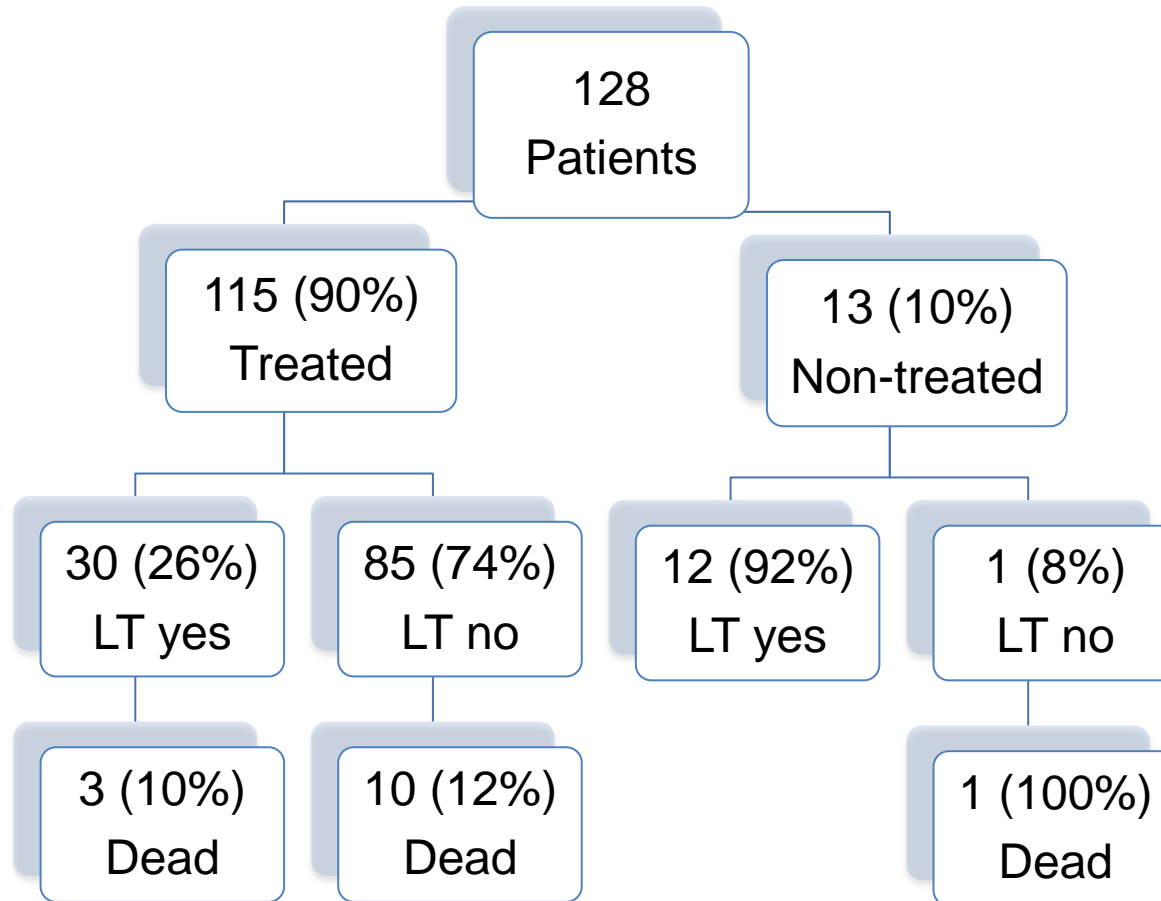 128
Patients
115 (90%)
Treated
13 (10%)
Non-treated
30 (26%)
LT yes
85 (74%)
LT no
12 (92%)
LT yes
1 (8%)
LT no
3 (10%)
Dead
10 (12%)
Dead
1 (100%)
Dead